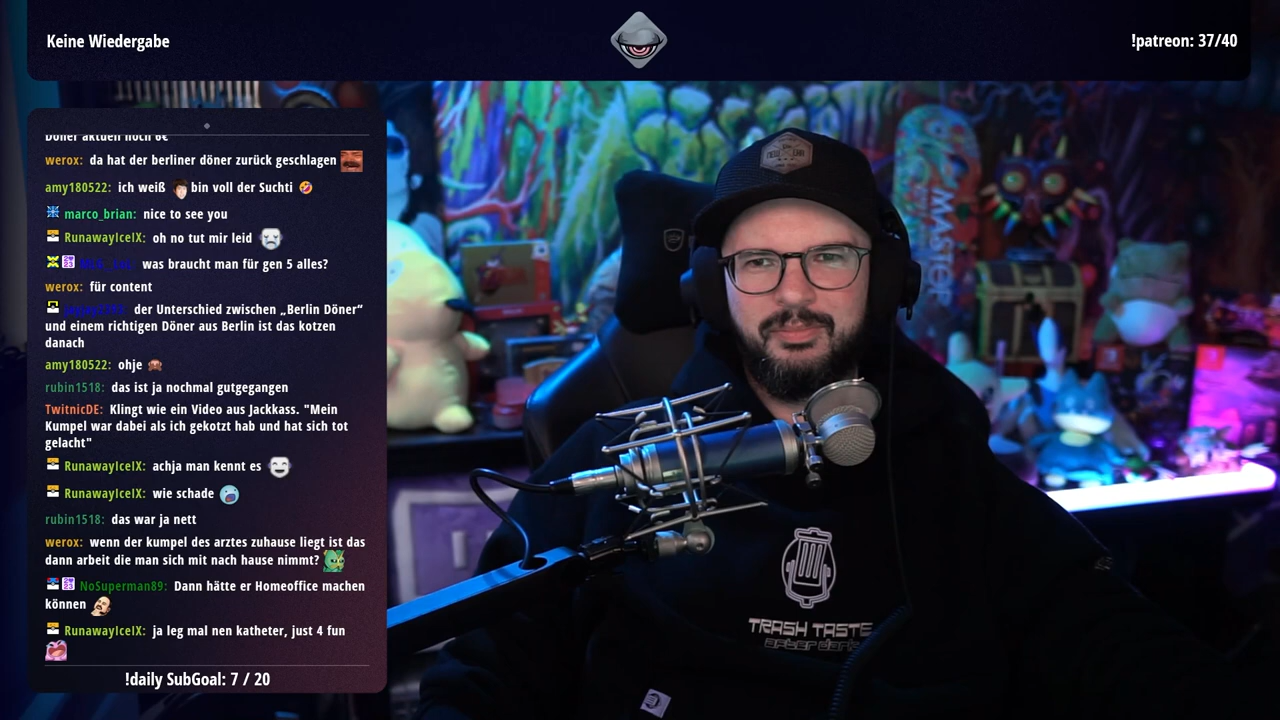 Keine Wiedergabe
!patreon: 37/40
Döner aktuell noch 6€
werox: da hat der berliner döner zurück geschlagen
amy180522: ich weiß bin voll der Suchti
marco_brian: nice to see you
RunawayIceIX: oh no tut mir leid
was braucht man für gen 5 alles?
werox: für content
der Unterschied zwischen „Berlin Döner“
und einem richtigen Döner aus Berlin ist das kotzen
danach
amy180522: ohje
rubin1518: das ist ja nochmal gutgegangen
TwitnicDE: Klingt wie ein Video aus Jackkass. "Mein
Kumpel war dabei als ich gekotzt hab und hat sich tot
gelacht"
RunawayIceIX: achja man kennt es
RunawayIceIX: wie schade
rubin1518: das war ja nett
werox: wenn der kumpel des arztes zuhause liegt ist das
dann arbeit die man sich mit nach hause nimmt?
NoSuperman89: Dann hätte er Homeoffice machen
können
RunawayIceIX: ja leg mal nen katheter, just 4 fun
!daily SubGoal: 7 / 20
MASTER
TRASH TASTE
after dark